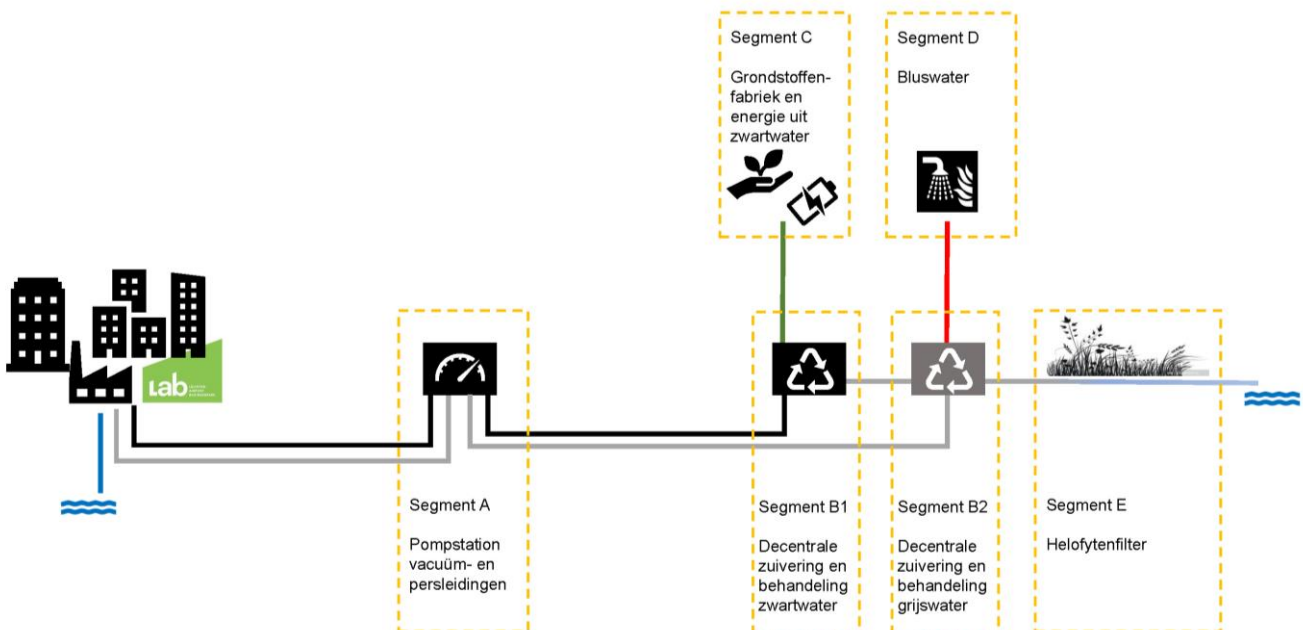 Segment C
Grondstoffen-
fabriek en
energie uit
zwartwater
Segment D
Bluswater
Lab
Segment A
Pompstation
vacuüm- en
persleidingen
Segment B1
Decentrale
zuivering en
behandeling
zwartwater
Segment B2
Decentrale
zuivering en
behandeling
grijswater
Segment E
Helofytenfilter